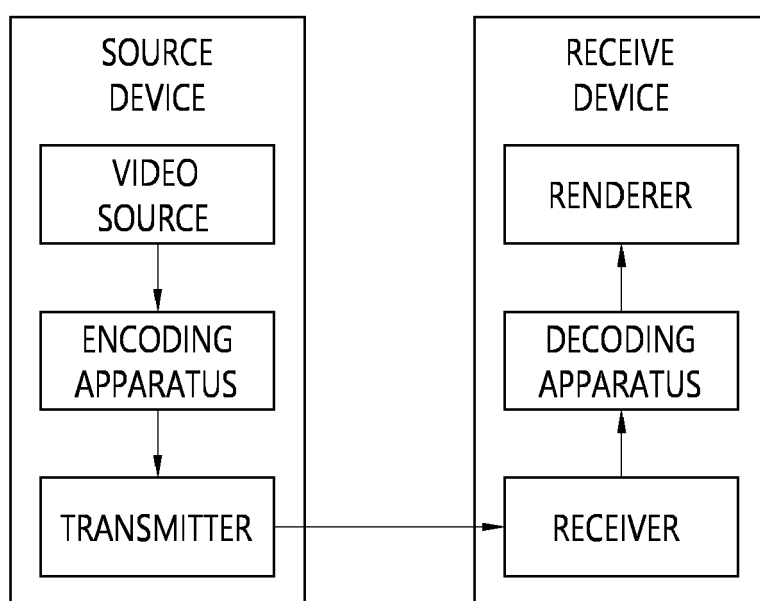 SOURCE
DEVICE
VIDEO
SOURCE
ENCODING
APPARATUS
TRANSMITTER
RECEIVE
DEVICE
RENDERER
DECODING
APPARATUS
RECEIVER